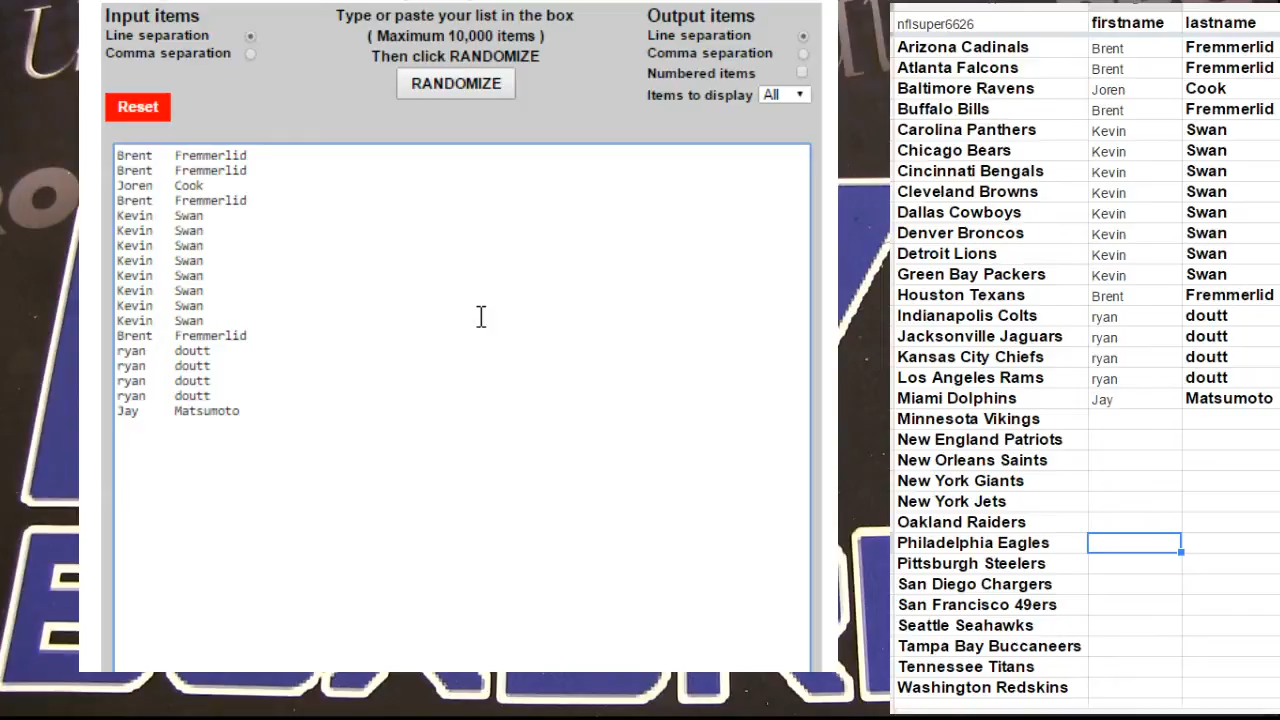 Input items
Line separation
Comma separation
Reset
Type or paste your list in the box
( Maximum 10,000 items )
Then click RANDOMIZE
RANDOMIZE
Output items
Line separation
Comma separation
Numbered items
Items to display All
Brent Fremmerlid
Brent Fremmerlid
Joren Cook
Brent Fremmerlid
Kevin Swan
Kevin Swan
Kevin Swan
Kevin Swan
Kevin Swan
Kevin Swan
Kevin Swan
Kevin Swan
Brent Fremmerlid
ryan doutt
ryan doutt
ryan doutt
ryan doutt
Jay Matsumoto
nflsuper6626 firstname lastname
Arizona Cadinals Brent Fremmerlid
Atlanta Falcons Brent Fremmerlid
Baltimore Ravens Joren Cook
Buffalo Bills Brent Fremmerlid
Carolina Panthers Kevin Swan
Chicago Bears Kevin Swan
Cincinnati Bengals Kevin Swan
Cleveland Browns Kevin Swan
Dallas Cowboys Kevin Swan
Denver Broncos Kevin Swan
Detroit Lions Kevin Swan
Green Bay Packers Kevin Swan
Houston Texans Brent Fremmerlid
Indianapolis Colts ryan doutt
Jacksonville Jaguars ryan doutt
Kansas City Chiefs ryan doutt
Los Angeles Rams ryan doutt
Miami Dolphins Jay Matsumoto
Minnesota Vikings
New England Patriots
New Orleans Saints
New York Giants
New York Jets
Oakland Raiders
Philadelphia Eagles
Pittsburgh Steelers
San Diego Chargers
San Francisco 49ers
Seattle Seahawks
Tampa Bay Buccaneers
Tennessee Titans
Washington Redskins